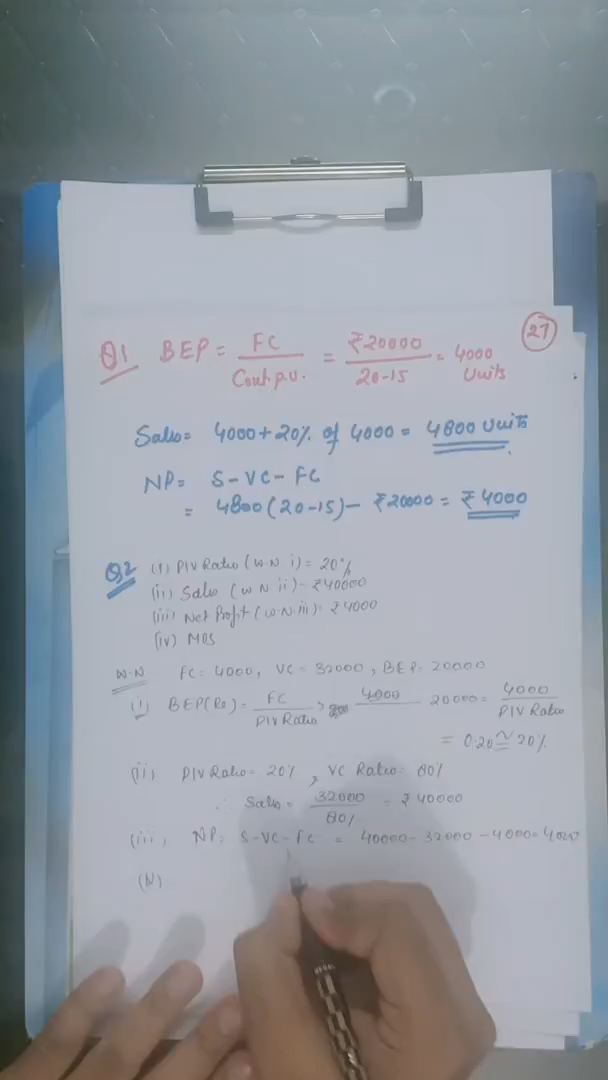 27
Q1 BEP = FC / Cont. p.u. = ₹20000 / 20-15 = 4000 Units
Sales = 4000 + 20% of 4000 = 4800 Units
NP = S - VC - FC
= 4800 (20-15) - ₹20000 = ₹4000
Q2 (i) P/V Ratio (W.N i) = 20%
(ii) Sales (W N ii) - ₹40000
(iii) Net Profit (W.N.iii) - ₹4000
(iv) MOS
W.N FC = 4000, VC = 32000, BEP = 20000
(i) BEP(Rs) = FC / P/V Ratio 4000 20000 = 4000 / P/V Ratio
= 0.20 ≅ 20%
(ii) P/V Ratio = 20%, VC Ratio = 80%
∴ Sales = 32000 / 80% = ₹40000
(iii) NP = S-VC-FC = 40000 - 32000 - 4000 = 4000
(iv)